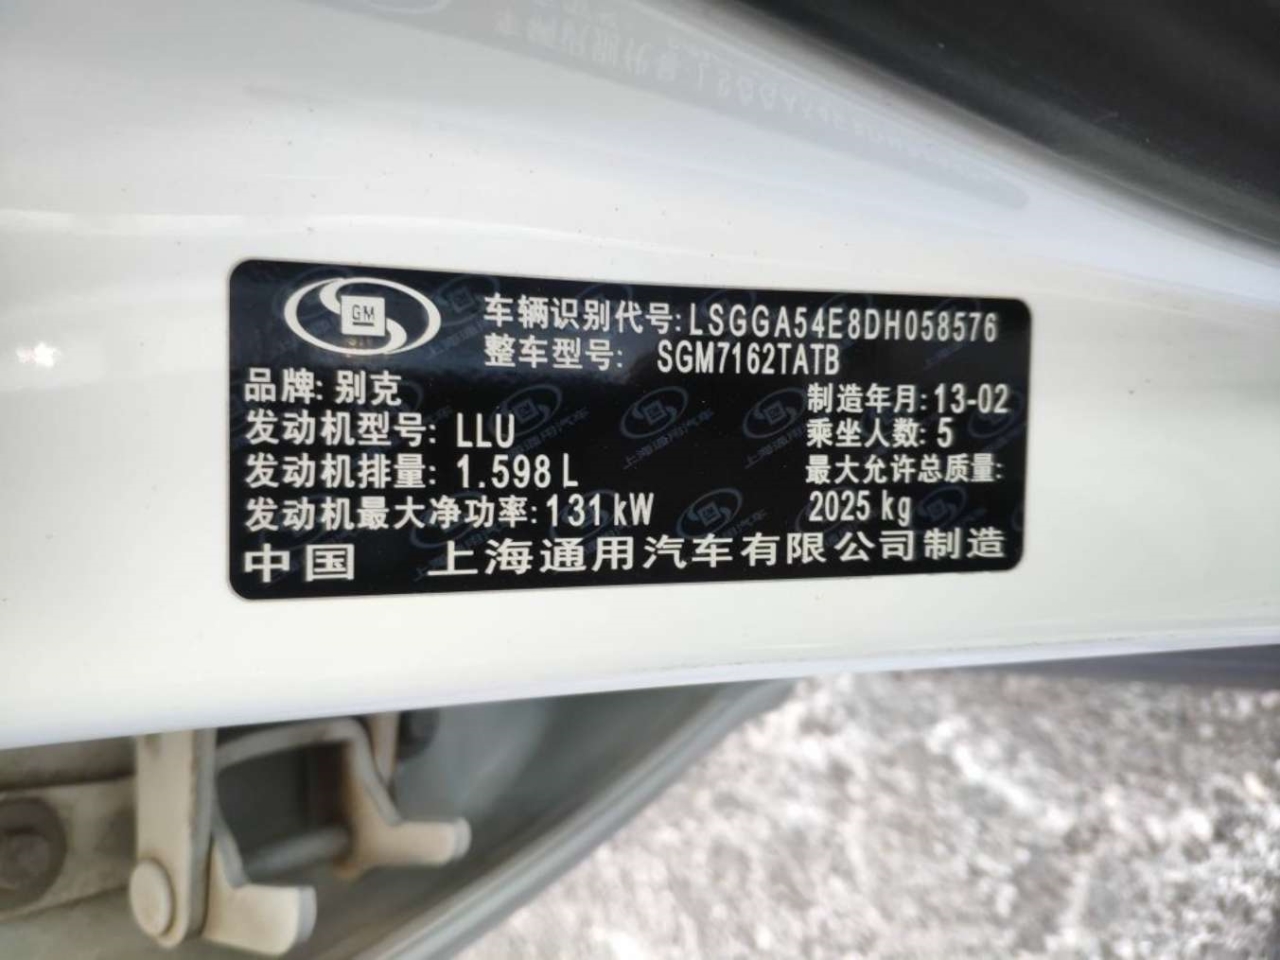 GM
车辆识别代号: LSGGA54E8DH058576
整车型号: SGM7162TATB
品牌: 别克
制造年月: 13-02
发动机型号: LLU
乘坐人数: 5
发动机排量: 1.598 L
最大允许总质量:
发动机最大净功率: 131 kW
2025 kg
中国 上海通用汽车有限公司制造